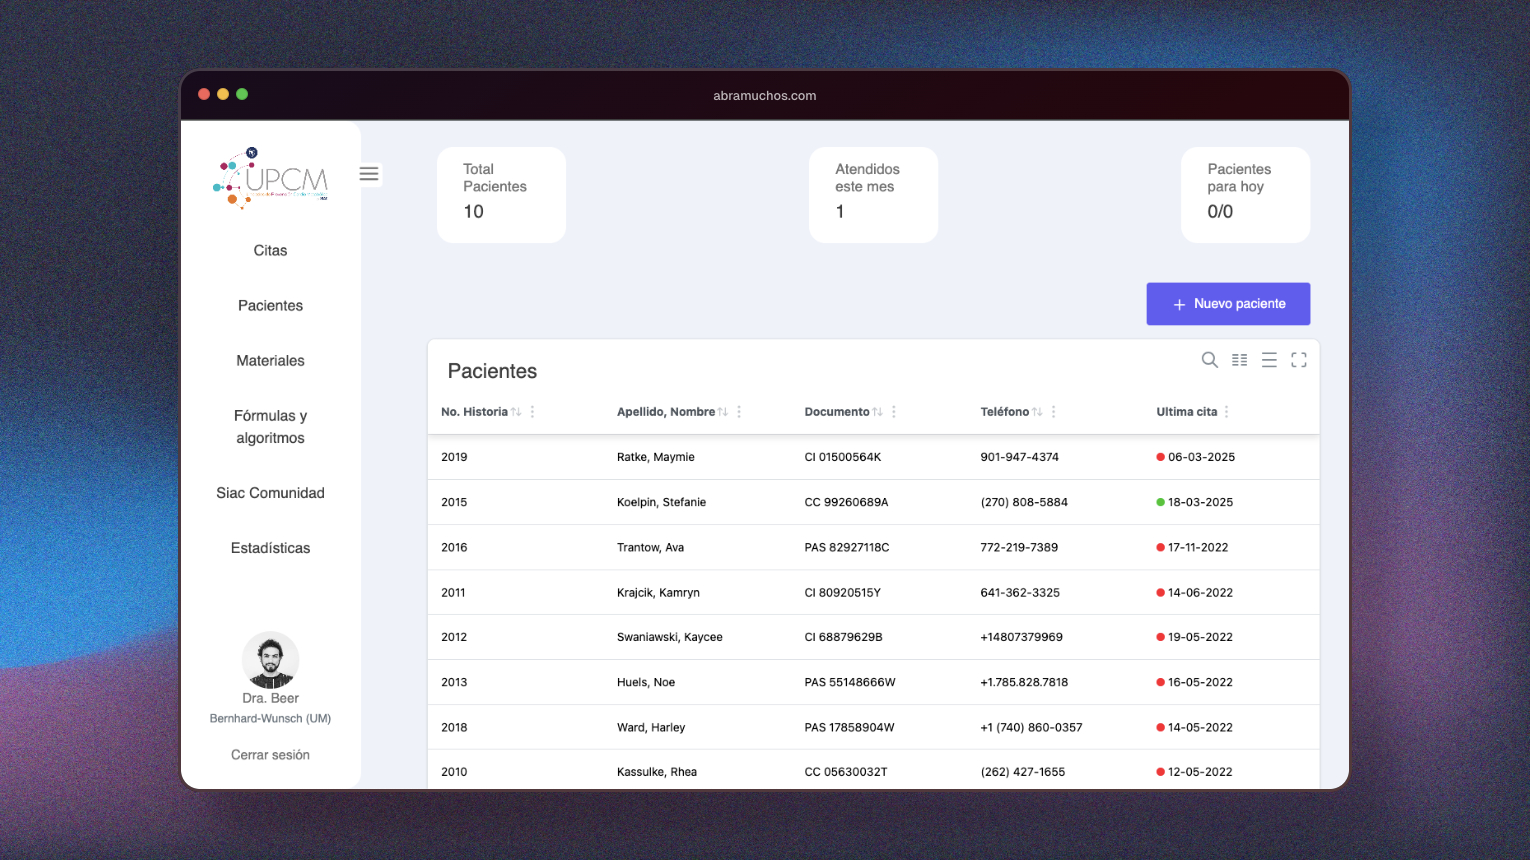 abramuchos.com
UPCM
Citas
Pacientes
Materiales
Fórmulas y
algoritmos
Siac Comunidad
Estadísticas
Dra. Beer
Bernhard-Wunsch (UM)
Cerrar sesión
Total
Pacientes
10
Atendidos
este mes
1
Pacientes
para hoy
0/0
+ Nuevo paciente
Pacientes
No. Historia Apellido, Nombre Documento Teléfono Ultima cita
2019 Ratke, Maymie CI 01500564K 901-947-4374 06-03-2025
2015 Koelpin, Stefanie CC 99260689A (270) 808-5884 18-03-2025
2016 Trantow, Ava PAS 82927118C 772-219-7389 17-11-2022
2011 Krajcik, Kamryn CI 80920515Y 641-362-3325 14-06-2022
2012 Swaniawski, Kaycee CI 68879629B +14807379969 19-05-2022
2013 Huels, Noe PAS 55148666W +1.785.828.7818 16-05-2022
2018 Ward, Harley PAS 17858904W +1 (740) 860-0357 14-05-2022
2010 Kassulke, Rhea CC 05630032T (262) 427-1655 12-05-2022